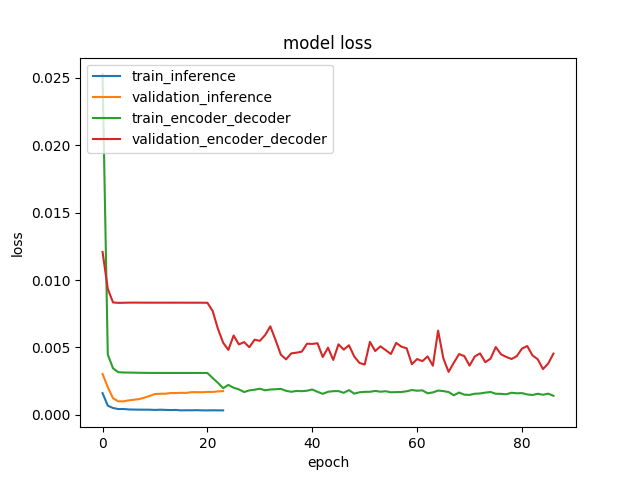 model loss
train_inference
validation_inference
train_encoder_decoder
validation_encoder_decoder
0.025
0.020
0.015
0.010
0.005
0.000
loss
0 20 40 60 80
epoch